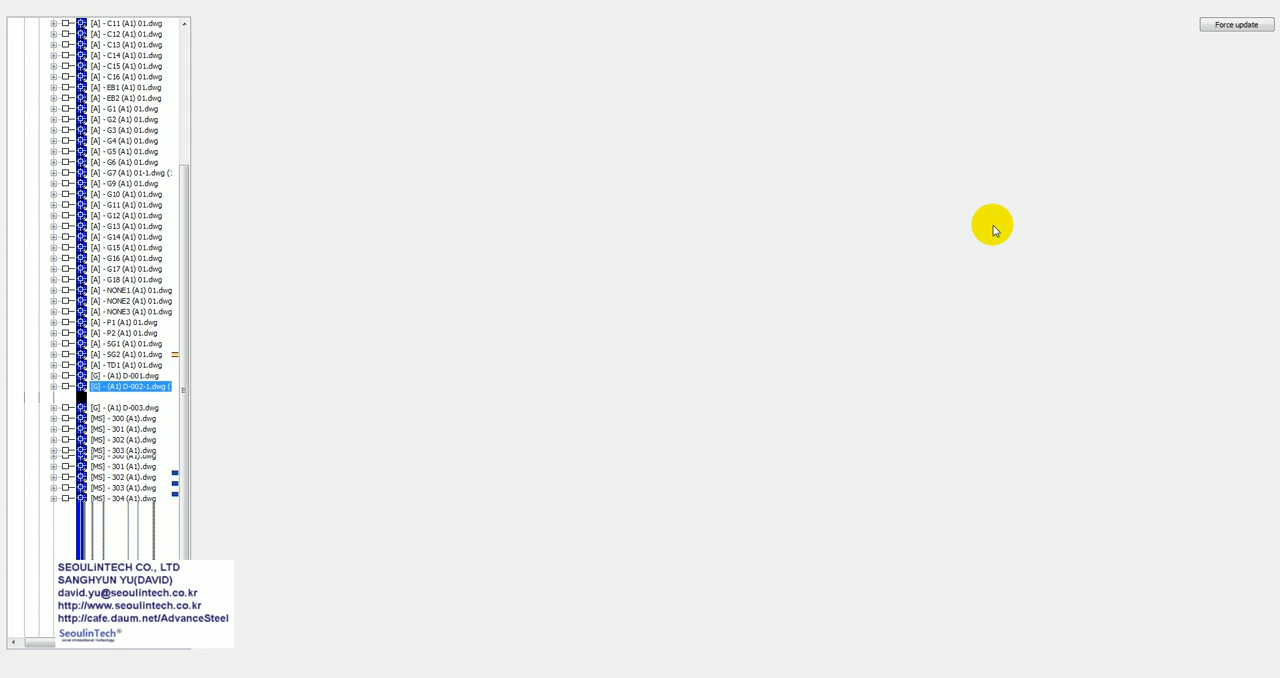 [A] - C11 (A1) 01.dwg
Force update
[A] - C12 (A1) 01.dwg
[A] - C13 (A1) 01.dwg
[A] - C14 (A1) 01.dwg
[A] - C15 (A1) 01.dwg
[A] - C16 (A1) 01.dwg
[A] - EB1 (A1) 01.dwg
[A] - EB2 (A1) 01.dwg
[A] - G1 (A1) 01.dwg
[A] - G2 (A1) 01.dwg
[A] - G3 (A1) 01.dwg
[A] - G4 (A1) 01.dwg
[A] - G5 (A1) 01.dwg
[A] - G6 (A1) 01.dwg
[A] - G7 (A1) 01-1.dwg (
[A] - G9 (A1) 01.dwg
[A] - G10 (A1) 01.dwg
[A] - G11 (A1) 01.dwg
[A] - G12 (A1) 01.dwg
[A] - G13 (A1) 01.dwg
[A] - G14 (A1) 01.dwg
[A] - G15 (A1) 01.dwg
[A] - G16 (A1) 01.dwg
[A] - G17 (A1) 01.dwg
[A] - G18 (A1) 01.dwg
[A] - NONE1 (A1) 01.dwg
[A] - NONE2 (A1) 01.dwg
[A] - NONE3 (A1) 01.dwg
[A] - P1 (A1) 01.dwg
[A] - P2 (A1) 01.dwg
[A] - SG1 (A1) 01.dwg
[A] - SG2 (A1) 01.dwg
[A] - TD1 (A1) 01.dwg
[G] - (A1) D-001.dwg
[G] - (A1) D-002-1.dwg (
[G] - (A1) D-003.dwg
[MS] - 300 (A1).dwg
[MS] - 301 (A1).dwg
[MS] - 302 (A1).dwg
[MS] - 303 (A1).dwg
[MS] - 300 (A1).dwg
[MS] - 301 (A1).dwg
[MS] - 302 (A1).dwg
[MS] - 303 (A1).dwg
[MS] - 304 (A1).dwg
SEOULiNTECH CO., LTD
SANGHYUN YU(DAVID)
david.yu@seoulintech.co.kr
http://www.seoulintech.co.kr
http://cafe.daum.net/AdvanceSteel
SeoulinTech®
Seoul International Technology